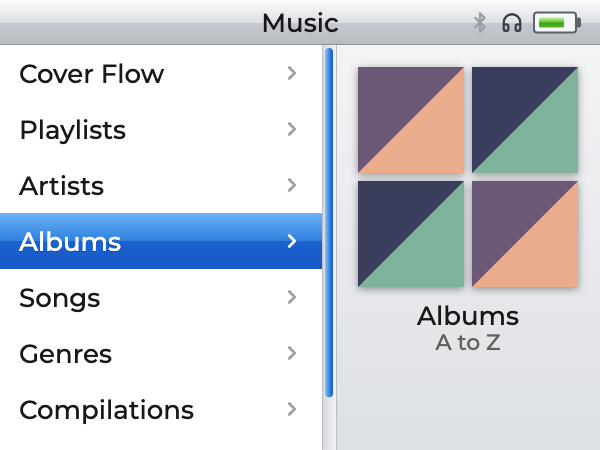 Music
Cover Flow
Playlists
Artists
Albums
Songs
Genres
Compilations
Albums
A to Z